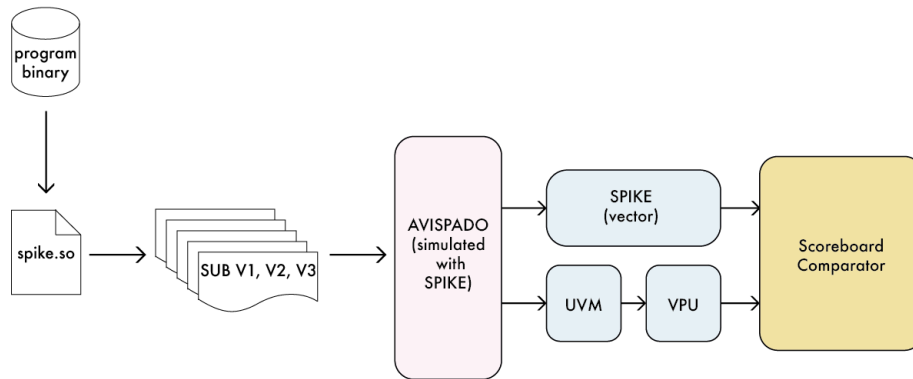 program
binary
spike.so
SUB V1, V2, V3
AVISPADO
(simulated
with
SPIKE)
SPIKE
(vector)
UVM
VPU
Scoreboard
Comparator